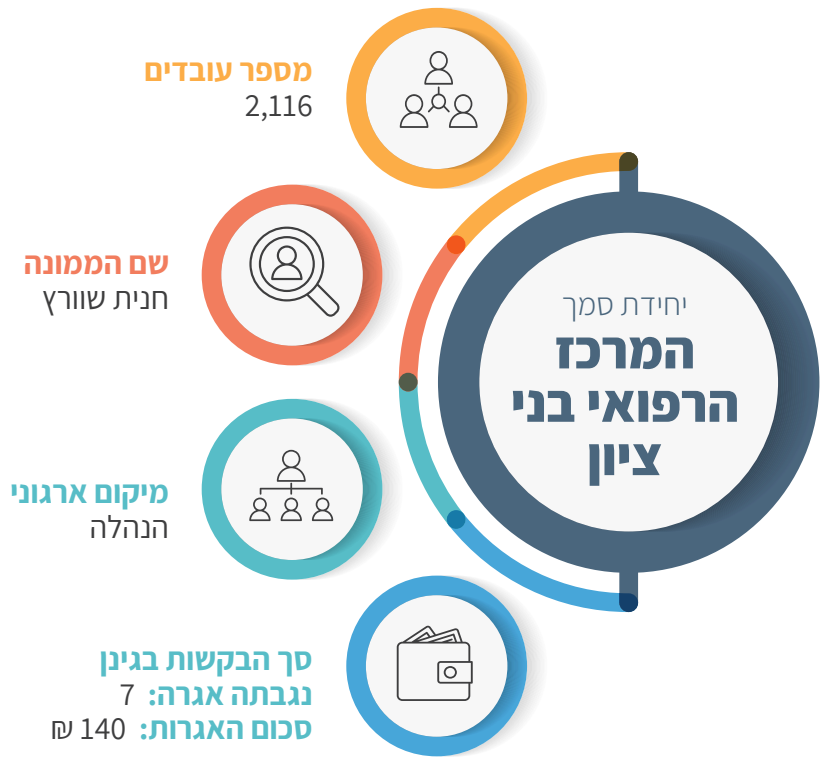 יחידת סמך
המרכז
הרפואי בני
ציון
מספר עובדים
2,116
שם הממונה
חנית שוורץ
מיקום ארגוני
הנהלה
סך הבקשות בגינן
נגבתה אגרה: 7
סכום האגרות: 140 ₪